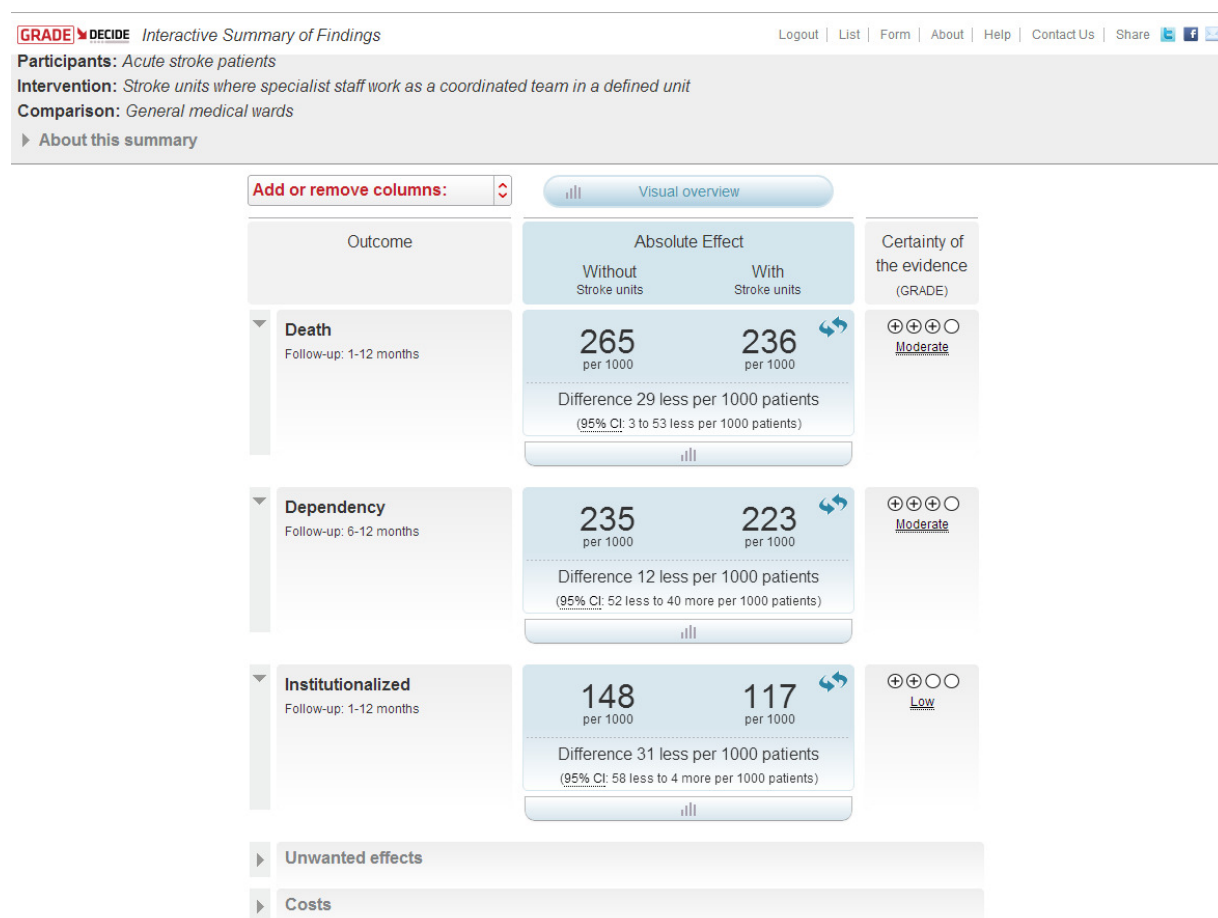 GRADE DECIDE Interactive Summary of Findings
Logout | List | Form | About | Help | Contact Us | Share
Participants: Acute stroke patients
Intervention: Stroke units where specialist staff work as a coordinated team in a defined unit
Comparison: General medical wards
About this summary
Add or remove columns:
Visual overview
Outcome
Absolute Effect
Without
Stroke units
With
Stroke units
Certainty of
the evidence
(GRADE)
Death
Follow-up: 1-12 months
265
per 1000
236
per 1000
Difference 29 less per 1000 patients
(95% CI: 3 to 53 less per 1000 patients)
Moderate
Dependency
Follow-up: 6-12 months
235
per 1000
223
per 1000
Difference 12 less per 1000 patients
(95% CI: 52 less to 40 more per 1000 patients)
Moderate
Institutionalized
Follow-up: 1-12 months
148
per 1000
117
per 1000
Difference 31 less per 1000 patients
(95% CI: 58 less to 4 more per 1000 patients)
Low
Unwanted effects
Costs